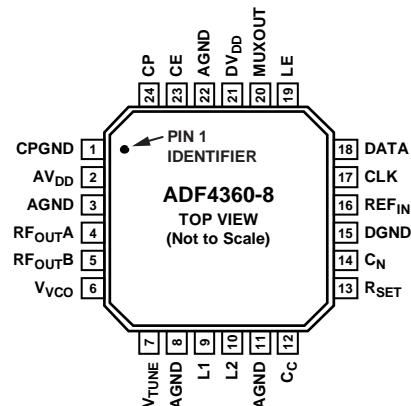 CP
CE
AGND
DVDD
MUXOUT
LE
24
23
22
21
20
19
CPGND 1
AVDD 2
AGND 3
RFOUTA 4
RFOUTB 5
VVCO 6
PIN 1
IDENTIFIER
ADF4360-8
TOP VIEW
(Not to Scale)
18 DATA
17 CLK
16 REFIN
15 DGND
14 CN
13 RSET
7
8
9
10
11
12
VTUNE
AGND
L1
L2
AGND
CC